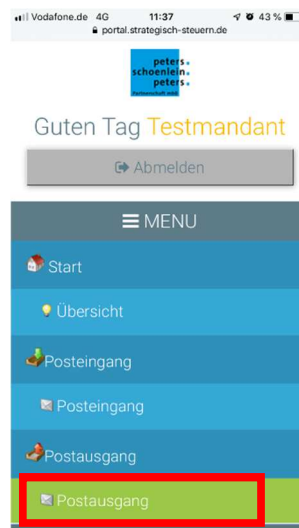 Vodafone.de 4G 11:37 43 %
portal.strategisch-steuern.de
peters.
schoenlein.
peters.
Guten Tag Testmandant
Abmelden
MENU
Start
Übersicht
Posteingang
Posteingang
Postausgang
Postausgang